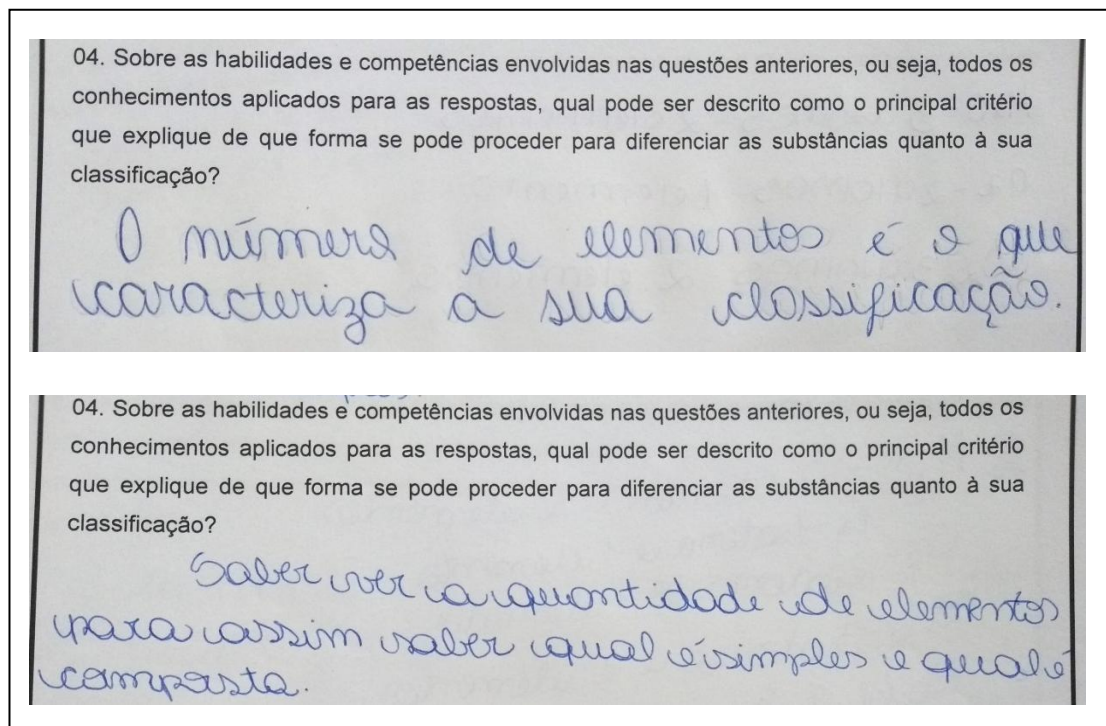 04. Sobre as habilidades e competências envolvidas nas questões anteriores, ou seja, todos os
conhecimentos aplicados para as respostas, qual pode ser descrito como o principal critério
que explique de que forma se pode proceder para diferenciar as substâncias quanto à sua
classificação?
O número de elementos é o que
caracteriza a sua classificação.
04. Sobre as habilidades e competências envolvidas nas questões anteriores, ou seja, todos os
conhecimentos aplicados para as respostas, qual pode ser descrito como o principal critério
que explique de que forma se pode proceder para diferenciar as substâncias quanto à sua
classificação?
Saber ver a quantidade de elementos
para assim saber qual é simples e qual é
composta.